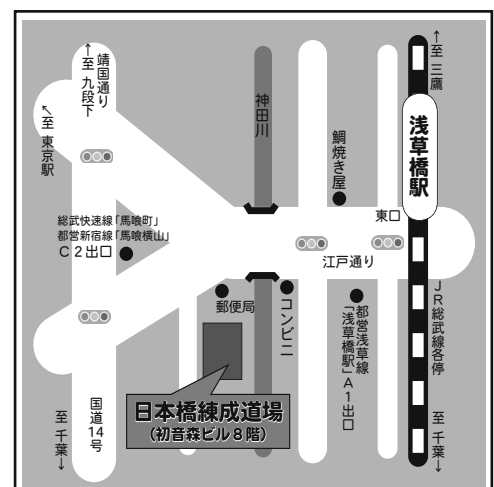 ↑至 九段下
靖国通り
↖至 東京駅
神田川
鯛焼き屋
↑至 三鷹
浅草橋駅
東口
総武快速線「馬喰町」
都営新宿線「馬喰横山」
C2出口
江戸通り
郵便局
コンビニ
都営浅草線
「浅草橋駅」A1出口
JR総武線各停
日本橋練成道場
(初音森ビル8階)
至 千葉↓
国道14号
至 千葉↓